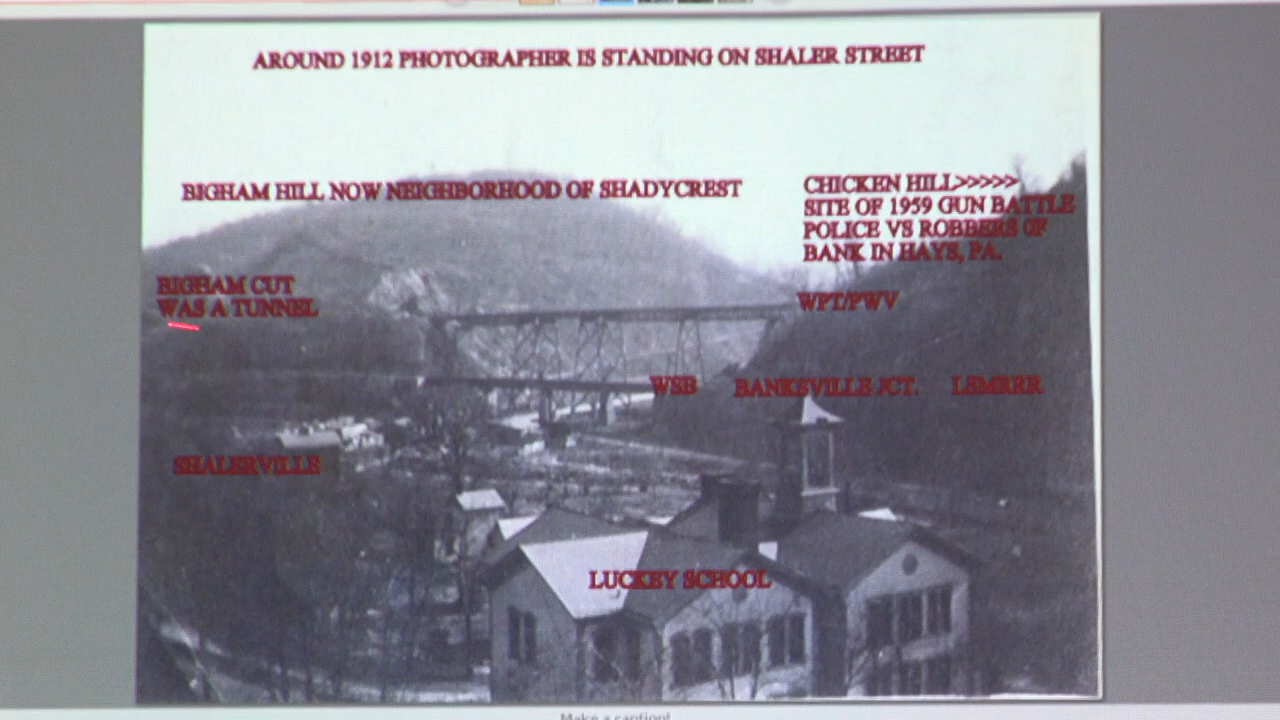 AROUND 1912 PHOTOGRAPHER IS STANDING ON SHALER STREET
BIGHAM HILL NOW NEIGHBORHOOD OF SHADYCREST
CHICKEN HILL>>>>>
SITE OF 1959 GUN BATTLE
POLICE VS ROBBERS OF
BANK IN HAYS, PA.
BIGHAM CUT
WAS A TUNNEL
WPT/PWV
WSB BANKSVILLE JCT. LSMRRR
SHALERVILLE
LUCKEY SCHOOL
Make a caption!